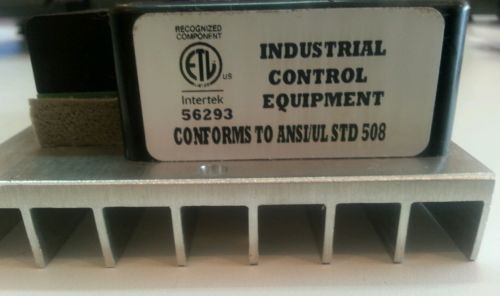 RECOGNIZED
COMPONENT
ETL
US
Intertek
56293
INDUSTRIAL
CONTROL
EQUIPMENT
CONFORMS TO ANSI/UL STD 508